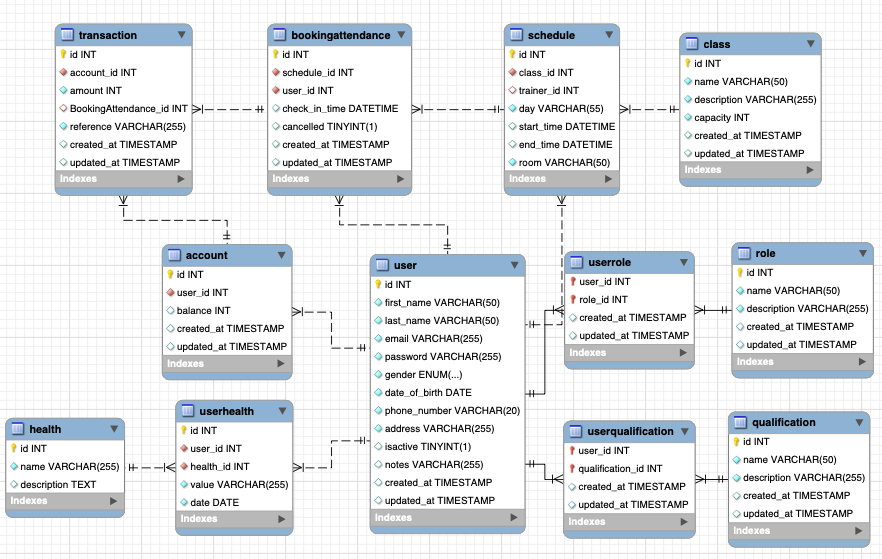 transaction
id INT
account_id INT
amount INT
BookingAttendance_id INT
reference VARCHAR(255)
created_at TIMESTAMP
updated_at TIMESTAMP
Indexes
bookingattendance
id INT
schedule_id INT
user_id INT
check_in_time DATETIME
cancelled TINYINT(1)
created_at TIMESTAMP
updated_at TIMESTAMP
Indexes
schedule
id INT
class_id INT
trainer_id INT
day VARCHAR(55)
start_time DATETIME
end_time DATETIME
room VARCHAR(50)
Indexes
class
id INT
name VARCHAR(50)
description VARCHAR(255)
capacity INT
created_at TIMESTAMP
updated_at TIMESTAMP
Indexes
account
id INT
user_id INT
balance INT
created_at TIMESTAMP
updated_at TIMESTAMP
Indexes
user
id INT
first_name VARCHAR(50)
last_name VARCHAR(50)
email VARCHAR(255)
password VARCHAR(255)
gender ENUM(...)
date_of_birth DATE
phone_number VARCHAR(20)
address VARCHAR(255)
isactive TINYINT(1)
notes VARCHAR(255)
created_at TIMESTAMP
updated_at TIMESTAMP
Indexes
userrole
user_id INT
role_id INT
created_at TIMESTAMP
updated_at TIMESTAMP
Indexes
role
id INT
name VARCHAR(50)
description VARCHAR(255)
created_at TIMESTAMP
updated_at TIMESTAMP
Indexes
health
id INT
name VARCHAR(255)
description TEXT
Indexes
userhealth
id INT
user_id INT
health_id INT
value VARCHAR(255)
date DATE
Indexes
userqualification
user_id INT
qualification_id INT
created_at TIMESTAMP
updated_at TIMESTAMP
Indexes
qualification
id INT
name VARCHAR(50)
description VARCHAR(255)
created_at TIMESTAMP
updated_at TIMESTAMP
Indexes